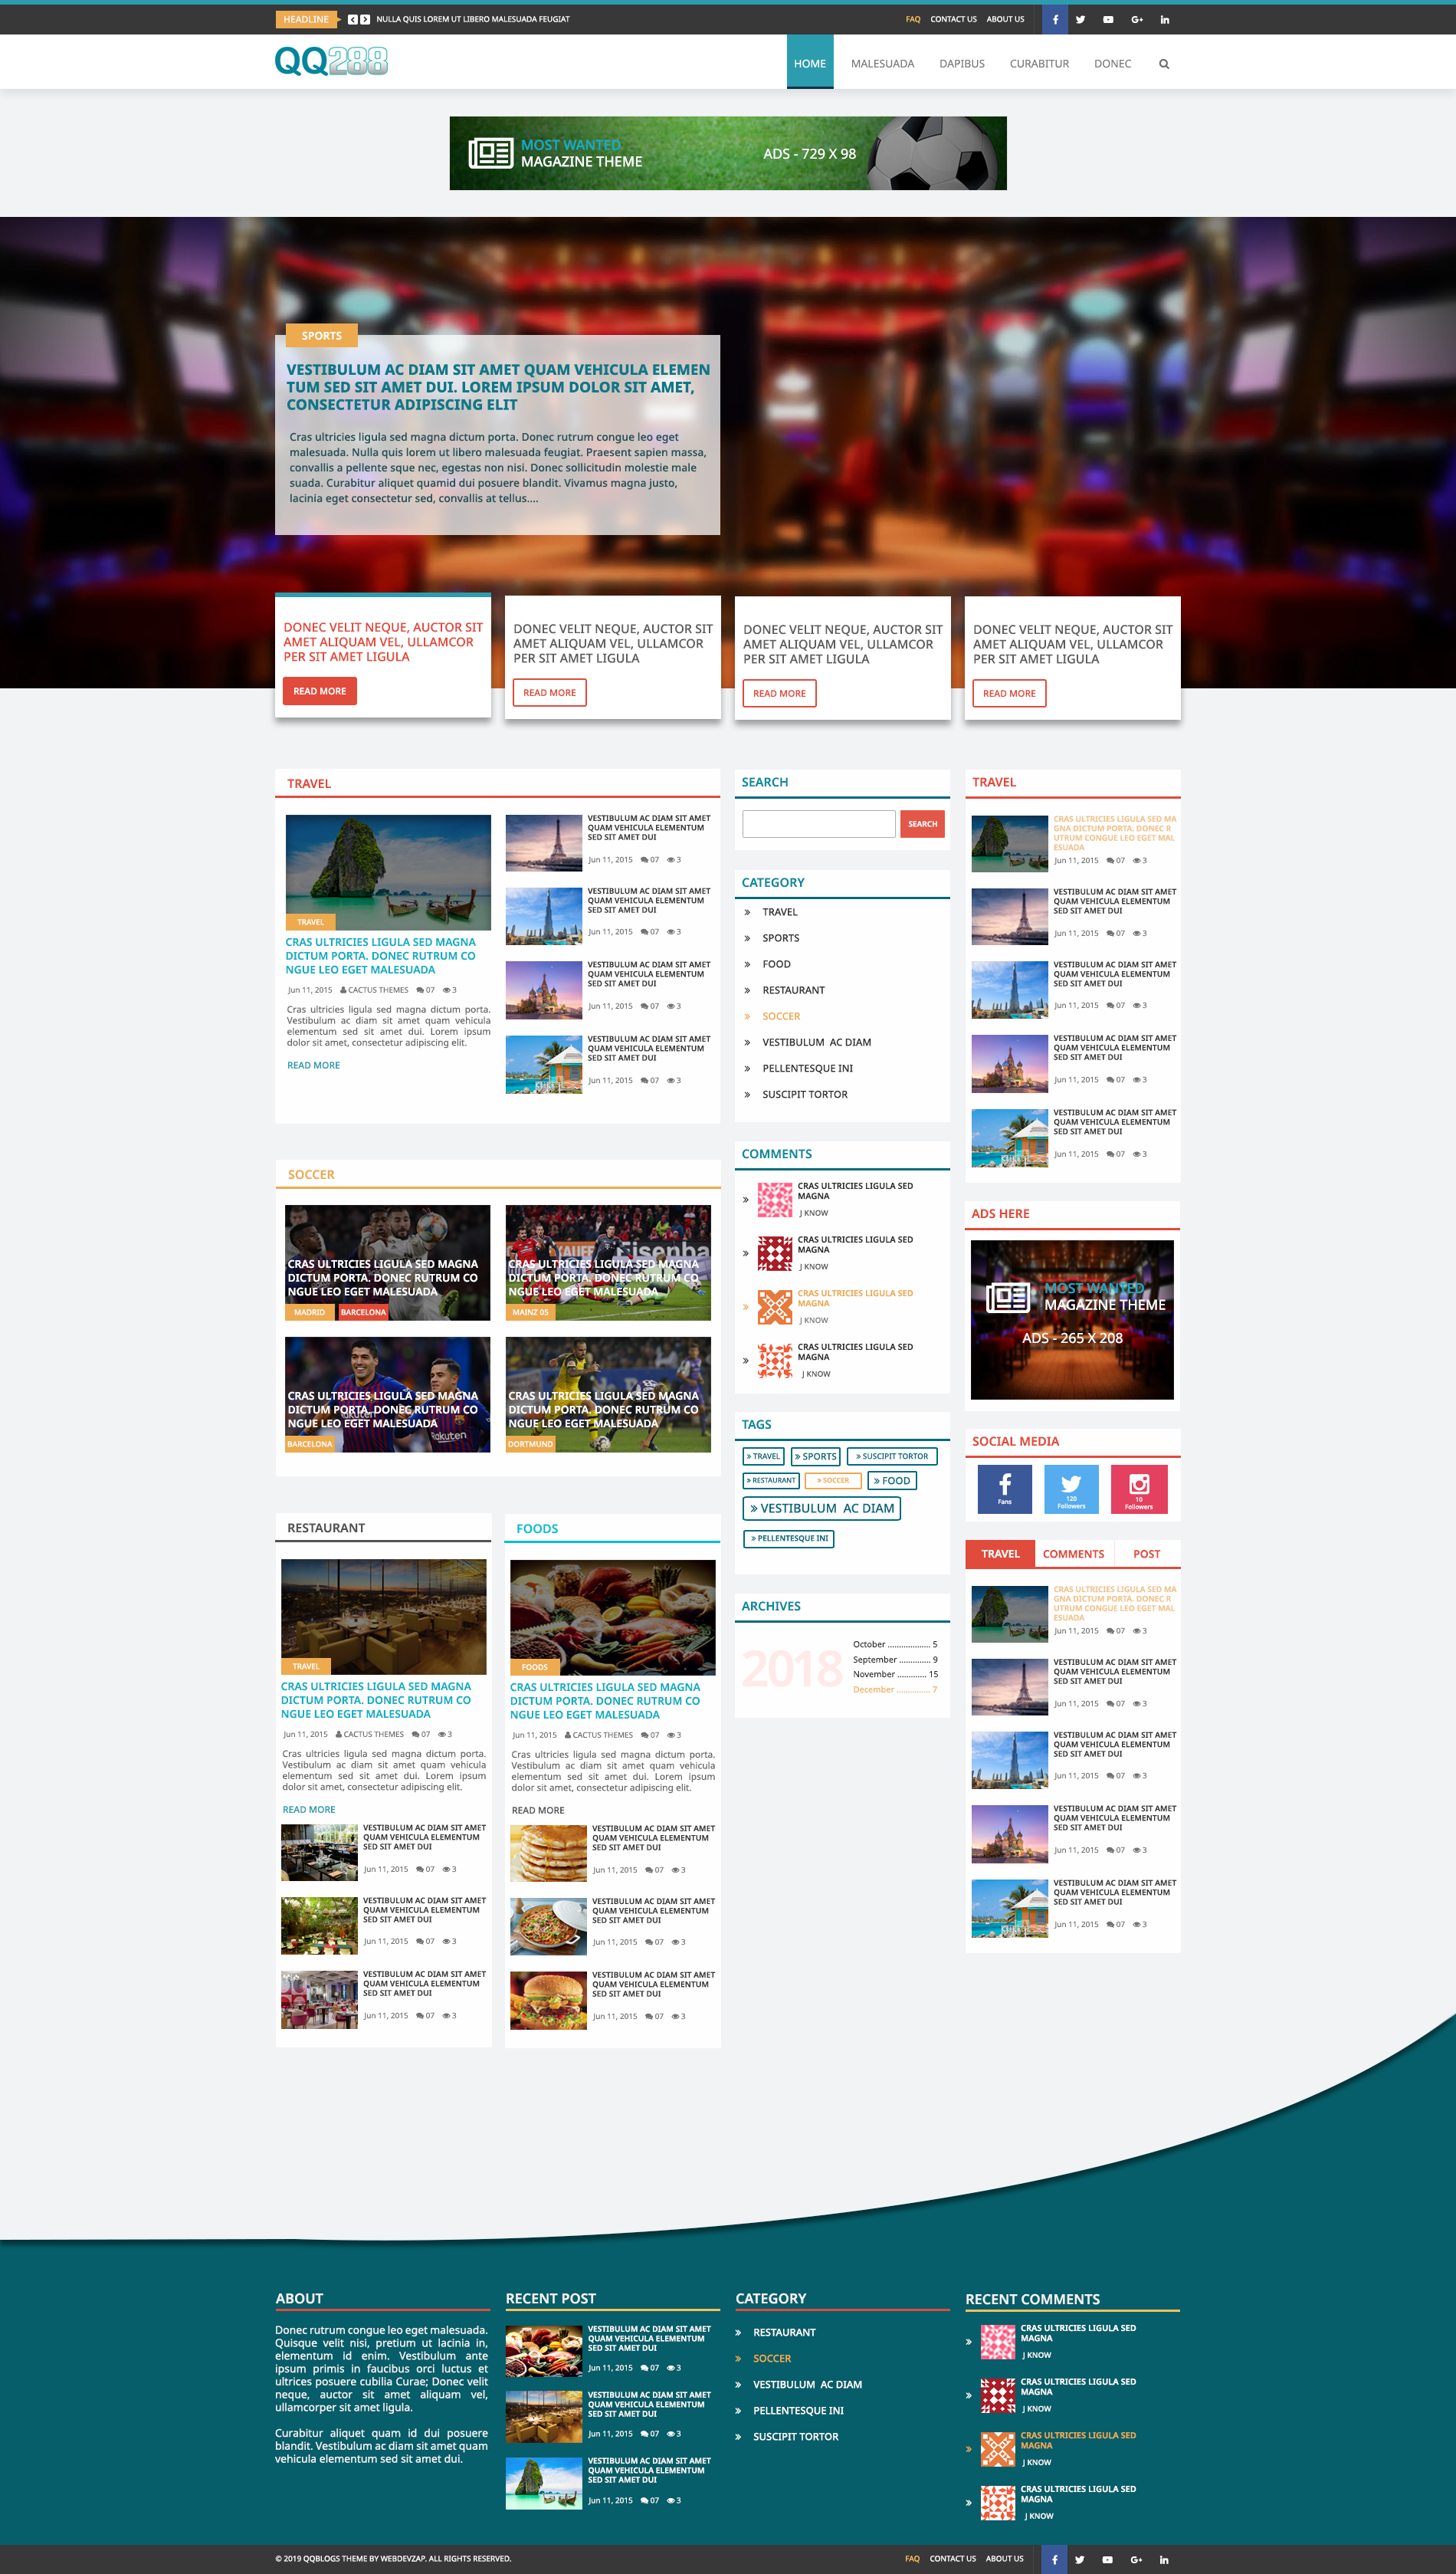 HEADLINE
NULLA QUIS LOREM UT LIBERO MALESUADA FEUGIAT
FAQ CONTACT US ABOUT US
QQ288
HOME MALESUADA DAPIBUS CURABITUR DONEC
MOST WANTED
MAGAZINE THEME
ADS - 729 X 98
SPORTS
VESTIBULUM AC DIAM SIT AMET QUAM VEHICULA ELEMEN
TUM SED SIT AMET DUI. LOREM IPSUM DOLOR SIT AMET,
CONSECTETUR ADIPISCING ELIT
Cras ultricies ligula sed magna dictum porta. Donec rutrum congue leo eget
malesuada. Nulla quis lorem ut libero malesuada feugiat. Praesent sapien massa,
convallis a pellente sque nec, egestas non nisi. Donec sollicitudin molestie male
suada. Curabitur aliquet quamid dui posuere blandit. Vivamus magna justo,
lacinia eget consectetur sed, convallis at tellus....
DONEC VELIT NEQUE, AUCTOR SIT
AMET ALIQUAM VEL, ULLAMCOR
PER SIT AMET LIGULA
READ MORE
DONEC VELIT NEQUE, AUCTOR SIT
AMET ALIQUAM VEL, ULLAMCOR
PER SIT AMET LIGULA
READ MORE
DONEC VELIT NEQUE, AUCTOR SIT
AMET ALIQUAM VEL, ULLAMCOR
PER SIT AMET LIGULA
READ MORE
DONEC VELIT NEQUE, AUCTOR SIT
AMET ALIQUAM VEL, ULLAMCOR
PER SIT AMET LIGULA
READ MORE
TRAVEL
TRAVEL
CRAS ULTRICIES LIGULA SED MAGNA
DICTUM PORTA. DONEC RUTRUM CO
NGUE LEO EGET MALESUADA
Jun 11, 2015 CACTUS THEMES 07 3
Cras ultricies ligula sed magna dictum porta.
Vestibulum ac diam sit amet quam vehicula
elementum sed sit amet dui. Lorem ipsum
dolor sit amet, consectetur adipiscing elit.
READ MORE
VESTIBULUM AC DIAM SIT AMET
QUAM VEHICULA ELEMENTUM
SED SIT AMET DUI
Jun 11, 2015 07 3
VESTIBULUM AC DIAM SIT AMET
QUAM VEHICULA ELEMENTUM
SED SIT AMET DUI
Jun 11, 2015 07 3
VESTIBULUM AC DIAM SIT AMET
QUAM VEHICULA ELEMENTUM
SED SIT AMET DUI
Jun 11, 2015 07 3
VESTIBULUM AC DIAM SIT AMET
QUAM VEHICULA ELEMENTUM
SED SIT AMET DUI
Jun 11, 2015 07 3
SOCCER
CRAS ULTRICIES LIGULA SED MAGNA
DICTUM PORTA. DONEC RUTRUM CO
NGUE LEO EGET MALESUADA
MADRID BARCELONA
CRAS ULTRICIES LIGULA SED MAGNA
DICTUM PORTA. DONEC RUTRUM CO
NGUE LEO EGET MALESUADA
MAINZ 05
CRAS ULTRICIES LIGULA SED MAGNA
DICTUM PORTA. DONEC RUTRUM CO
NGUE LEO EGET MALESUADA
Rakuten
BARCELONA
CRAS ULTRICIES LIGULA SED MAGNA
DICTUM PORTA. DONEC RUTRUM CO
NGUE LEO EGET MALESUADA
DORTMUND
RESTAURANT
TRAVEL
CRAS ULTRICIES LIGULA SED MAGNA
DICTUM PORTA. DONEC RUTRUM CO
NGUE LEO EGET MALESUADA
Jun 11, 2015 CACTUS THEMES 07 3
Cras ultricies ligula sed magna dictum porta.
Vestibulum ac diam sit amet quam vehicula
elementum sed sit amet dui. Lorem ipsum
dolor sit amet, consectetur adipiscing elit.
READ MORE
VESTIBULUM AC DIAM SIT AMET
QUAM VEHICULA ELEMENTUM
SED SIT AMET DUI
Jun 11, 2015 07 3
VESTIBULUM AC DIAM SIT AMET
QUAM VEHICULA ELEMENTUM
SED SIT AMET DUI
Jun 11, 2015 07 3
VESTIBULUM AC DIAM SIT AMET
QUAM VEHICULA ELEMENTUM
SED SIT AMET DUI
Jun 11, 2015 07 3
FOODS
FOODS
CRAS ULTRICIES LIGULA SED MAGNA
DICTUM PORTA. DONEC RUTRUM CO
NGUE LEO EGET MALESUADA
Jun 11, 2015 CACTUS THEMES 07 3
Cras ultricies ligula sed magna dictum porta.
Vestibulum ac diam sit amet quam vehicula
elementum sed sit amet dui. Lorem ipsum
dolor sit amet, consectetur adipiscing elit.
READ MORE
VESTIBULUM AC DIAM SIT AMET
QUAM VEHICULA ELEMENTUM
SED SIT AMET DUI
Jun 11, 2015 07 3
VESTIBULUM AC DIAM SIT AMET
QUAM VEHICULA ELEMENTUM
SED SIT AMET DUI
Jun 11, 2015 07 3
VESTIBULUM AC DIAM SIT AMET
QUAM VEHICULA ELEMENTUM
SED SIT AMET DUI
Jun 11, 2015 07 3
SEARCH
SEARCH
CATEGORY
» TRAVEL
» SPORTS
» FOOD
» RESTAURANT
» SOCCER
» VESTIBULUM AC DIAM
» PELLENTESQUE INI
» SUSCIPIT TORTOR
COMMENTS
CRAS ULTRICIES LIGULA SED
MAGNA
J KNOW
CRAS ULTRICIES LIGULA SED
MAGNA
J KNOW
CRAS ULTRICIES LIGULA SED
MAGNA
J KNOW
CRAS ULTRICIES LIGULA SED
MAGNA
J KNOW
TAGS
» TRAVEL » SPORTS » SUSCIPIT TORTOR
» RESTAURANT » SOCCER » FOOD
» VESTIBULUM AC DIAM
» PELLENTESQUE INI
ARCHIVES
2018
October ................... 5
September .............. 9
November ............. 15
December .............. 7
TRAVEL
CRAS ULTRICIES LIGULA SED MA
GNA DICTUM PORTA. DONEC R
UTRUM CONGUE LEO EGET MAL
ESUADA
Jun 11, 2015 07 3
VESTIBULUM AC DIAM SIT AMET
QUAM VEHICULA ELEMENTUM
SED SIT AMET DUI
Jun 11, 2015 07 3
VESTIBULUM AC DIAM SIT AMET
QUAM VEHICULA ELEMENTUM
SED SIT AMET DUI
Jun 11, 2015 07 3
VESTIBULUM AC DIAM SIT AMET
QUAM VEHICULA ELEMENTUM
SED SIT AMET DUI
Jun 11, 2015 07 3
VESTIBULUM AC DIAM SIT AMET
QUAM VEHICULA ELEMENTUM
SED SIT AMET DUI
Jun 11, 2015 07 3
ADS HERE
MOST WANTED
MAGAZINE THEME
ADS - 265 X 208
SOCIAL MEDIA
Fans
120
Followers
10
Followers
TRAVEL COMMENTS POST
CRAS ULTRICIES LIGULA SED MA
GNA DICTUM PORTA. DONEC R
UTRUM CONGUE LEO EGET MAL
ESUADA
Jun 11, 2015 07 3
VESTIBULUM AC DIAM SIT AMET
QUAM VEHICULA ELEMENTUM
SED SIT AMET DUI
Jun 11, 2015 07 3
VESTIBULUM AC DIAM SIT AMET
QUAM VEHICULA ELEMENTUM
SED SIT AMET DUI
Jun 11, 2015 07 3
VESTIBULUM AC DIAM SIT AMET
QUAM VEHICULA ELEMENTUM
SED SIT AMET DUI
Jun 11, 2015 07 3
VESTIBULUM AC DIAM SIT AMET
QUAM VEHICULA ELEMENTUM
SED SIT AMET DUI
Jun 11, 2015 07 3
ABOUT
Donec rutrum congue leo eget malesuada.
Quisque velit nisi, pretium ut lacinia in,
elementum id enim. Vestibulum ante
ipsum primis in faucibus orci luctus et
ultrices posuere cubilia Curae; Donec velit
neque, auctor sit amet aliquam vel,
ullamcorper sit amet ligula.
Curabitur aliquet quam id dui posuere
blandit. Vestibulum ac diam sit amet quam
vehicula elementum sed sit amet dui.
RECENT POST
VESTIBULUM AC DIAM SIT AMET
QUAM VEHICULA ELEMENTUM
SED SIT AMET DUI
Jun 11, 2015 07 3
VESTIBULUM AC DIAM SIT AMET
QUAM VEHICULA ELEMENTUM
SED SIT AMET DUI
Jun 11, 2015 07 3
VESTIBULUM AC DIAM SIT AMET
QUAM VEHICULA ELEMENTUM
SED SIT AMET DUI
Jun 11, 2015 07 3
CATEGORY
» RESTAURANT
» SOCCER
» VESTIBULUM AC DIAM
» PELLENTESQUE INI
» SUSCIPIT TORTOR
RECENT COMMENTS
CRAS ULTRICIES LIGULA SED
MAGNA
J KNOW
CRAS ULTRICIES LIGULA SED
MAGNA
J KNOW
CRAS ULTRICIES LIGULA SED
MAGNA
J KNOW
CRAS ULTRICIES LIGULA SED
MAGNA
J KNOW
© 2019 QQBLOGS THEME BY WEBDEVZAP. ALL RIGHTS RESERVED.
FAQ CONTACT US ABOUT US